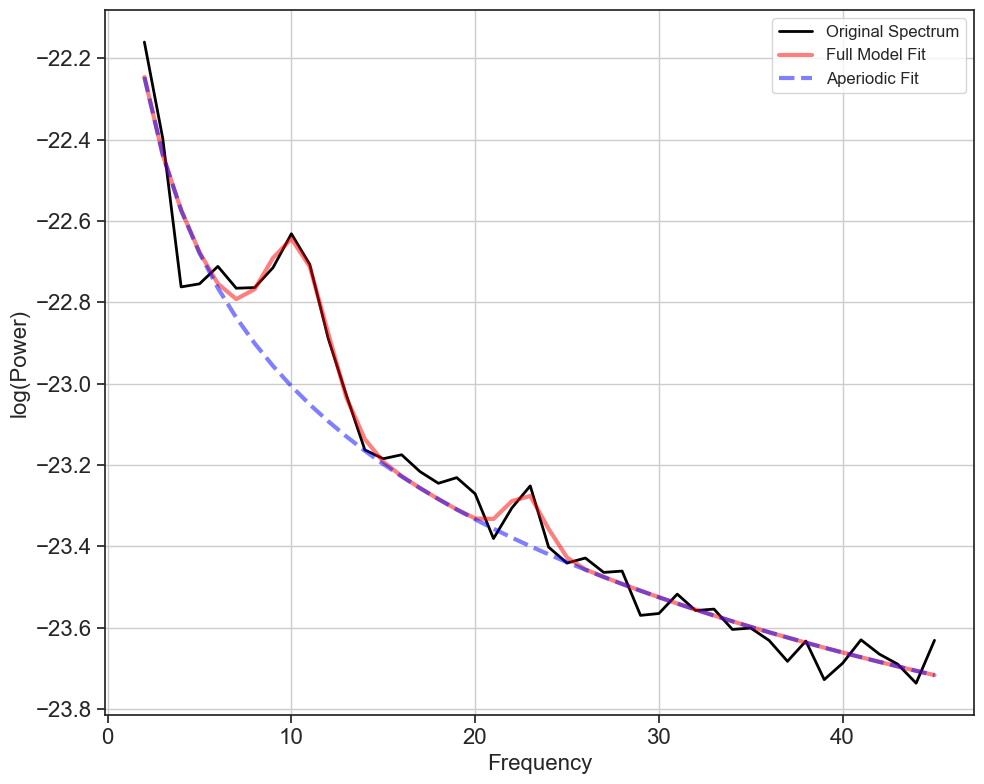 Original Spectrum
Full Model Fit
Aperiodic Fit
log(Power)
−22.2
−22.4
−22.6
−22.8
−23.0
−23.2
−23.4
−23.6
−23.8
0 10 20 30 40
Frequency